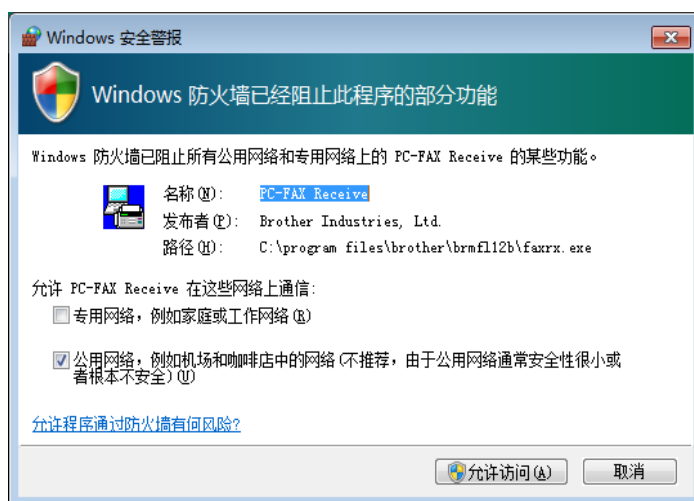 Windows 安全警报
Windows 防火墙已经阻止此程序的部分功能
Windows 防火墙已阻止所有公用网络和专用网络上的 PC-FAX Receive 的某些功能。
名称(N): PC-FAX Receive
发布者(P): Brother Industries, Ltd.
路径(H): C:\program files\brother\brmfl12b\faxrx.exe
允许 PC-FAX Receive 在这些网络上通信:
专用网络，例如家庭或工作网络(R)
公用网络，例如机场和咖啡店中的网络(不推荐，由于公用网络通常安全性很小或
者根本不安全)(U)
允许程序通过防火墙有何风险?
允许访问(A) 取消